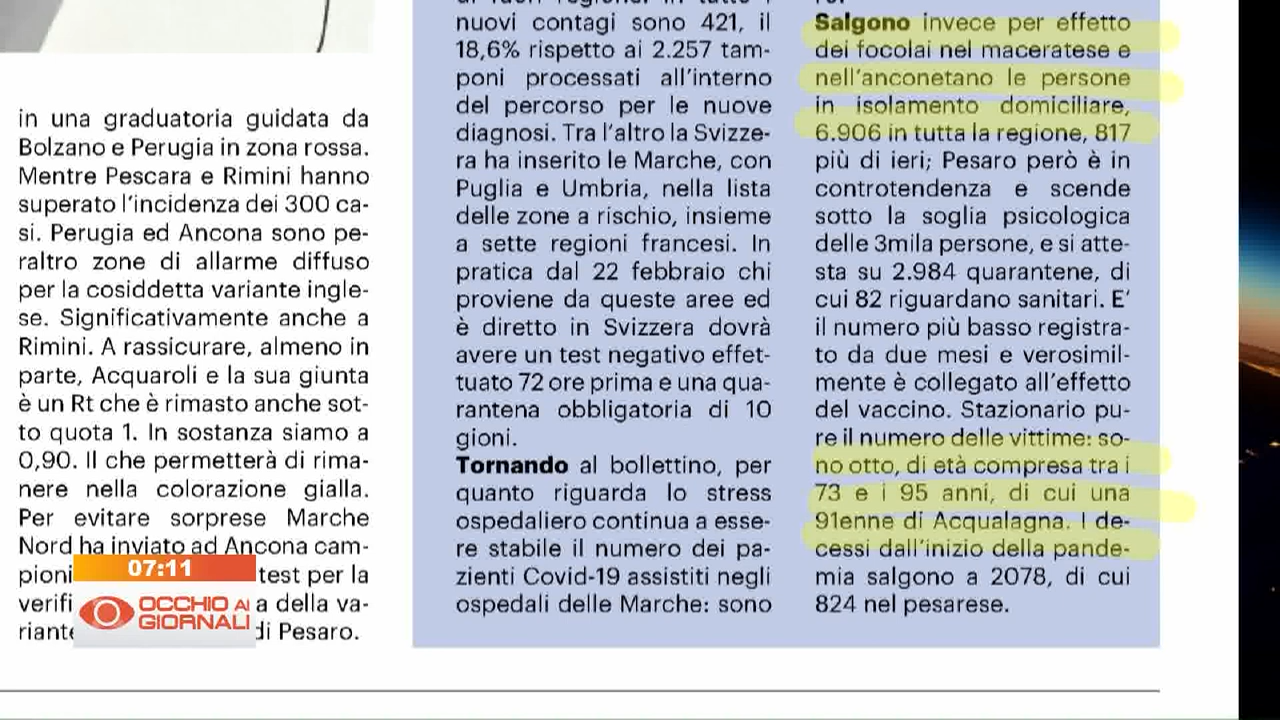 in una graduatoria guidata da
Bolzano e Perugia in zona rossa.
Mentre Pescara e Rimini hanno
superato l'incidenza dei 300 ca-
si. Perugia ed Ancona sono pe-
raltro zone di allarme diffuso
per la cosiddetta variante ingle-
se. Significativamente anche a
Rimini. A rassicurare, almeno in
parte, Acquaroli e la sua giunta
è un Rt che è rimasto anche sot-
to quota 1. In sostanza siamo a
0,90. Il che permetterà di rima-
nere nella colorazione gialla.
Per evitare sorprese Marche
Nord ha inviato ad Ancona cam-
pioni test per la
verifi a della va-
riante di Pesaro.
07:11
OCCHIO AI
GIORNALI
nuovi contagi sono 421, il
18,6% rispetto ai 2.257 tam-
poni processati all'interno
del percorso per le nuove
diagnosi. Tra l'altro la Svizze-
ra ha inserito le Marche, con
Puglia e Umbria, nella lista
delle zone a rischio, insieme
a sette regioni francesi. In
pratica dal 22 febbraio chi
proviene da queste aree ed
è diretto in Svizzera dovrà
avere un test negativo effet-
tuato 72 ore prima e una qua-
rantena obbligatoria di 10
gioni.
Tornando al bollettino, per
quanto riguarda lo stress
ospedaliero continua a esse-
re stabile il numero dei pa-
zienti Covid-19 assistiti negli
ospedali delle Marche: sono
Salgono invece per effetto
dei focolai nel maceratese e
nell'anconetano le persone
in isolamento domiciliare,
6.906 in tutta la regione, 817
più di ieri; Pesaro però è in
controtendenza e scende
sotto la soglia psicologica
delle 3mila persone, e si atte-
sta su 2.984 quarantene, di
cui 82 riguardano sanitari. E'
il numero più basso registra-
to da due mesi e verosimil-
mente è collegato all'effetto
del vaccino. Stazionario pu-
re il numero delle vittime: so-
no otto, di età compresa tra i
73 e i 95 anni, di cui una
91enne di Acqualagna. I de-
cessi dall'inizio della pande-
mia salgono a 2078, di cui
824 nel pesarese.